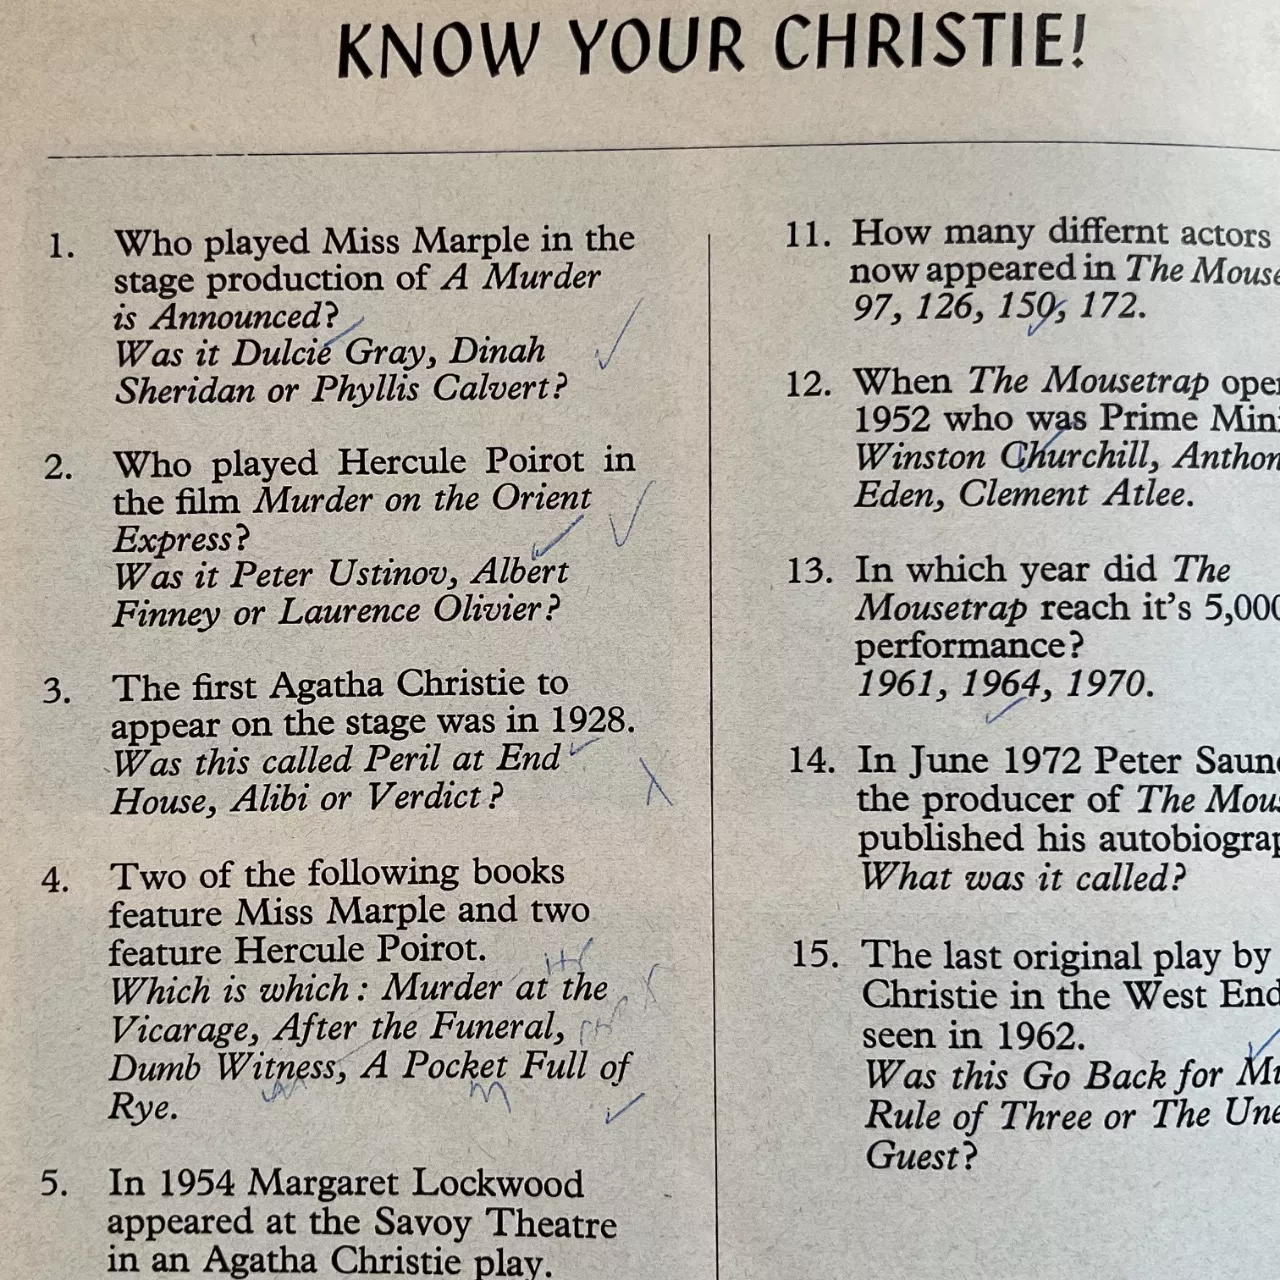 KNOW YOUR CHRISTIE!
1. Who played Miss Marple in the
stage production of A Murder
is Announced?
Was it Dulcie Gray, Dinah
Sheridan or Phyllis Calvert?
2. Who played Hercule Poirot in
the film Murder on the Orient
Express?
Was it Peter Ustinov, Albert
Finney or Laurence Olivier?
3. The first Agatha Christie to
appear on the stage was in 1928.
Was this called Peril at End
House, Alibi or Verdict?
4. Two of the following books
feature Miss Marple and two
feature Hercule Poirot.
Which is which: Murder at the
Vicarage, After the Funeral,
Dumb Witness, A Pocket Full of
Rye.
5. In 1954 Margaret Lockwood
appeared at the Savoy Theatre
in an Agatha Christie play.
11. How many differnt actors
now appeared in The Mouse
97, 126, 150, 172.
12. When The Mousetrap ope
1952 who was Prime Min
Winston Churchill, Anthon
Eden, Clement Atlee.
13. In which year did The
Mousetrap reach it's 5,000
performance?
1961, 1964, 1970.
14. In June 1972 Peter Saun
the producer of The Mou
published his autobiogra
What was it called?
15. The last original play by
Christie in the West End
seen in 1962.
Was this Go Back for Mu
Rule of Three or The Une
Guest?